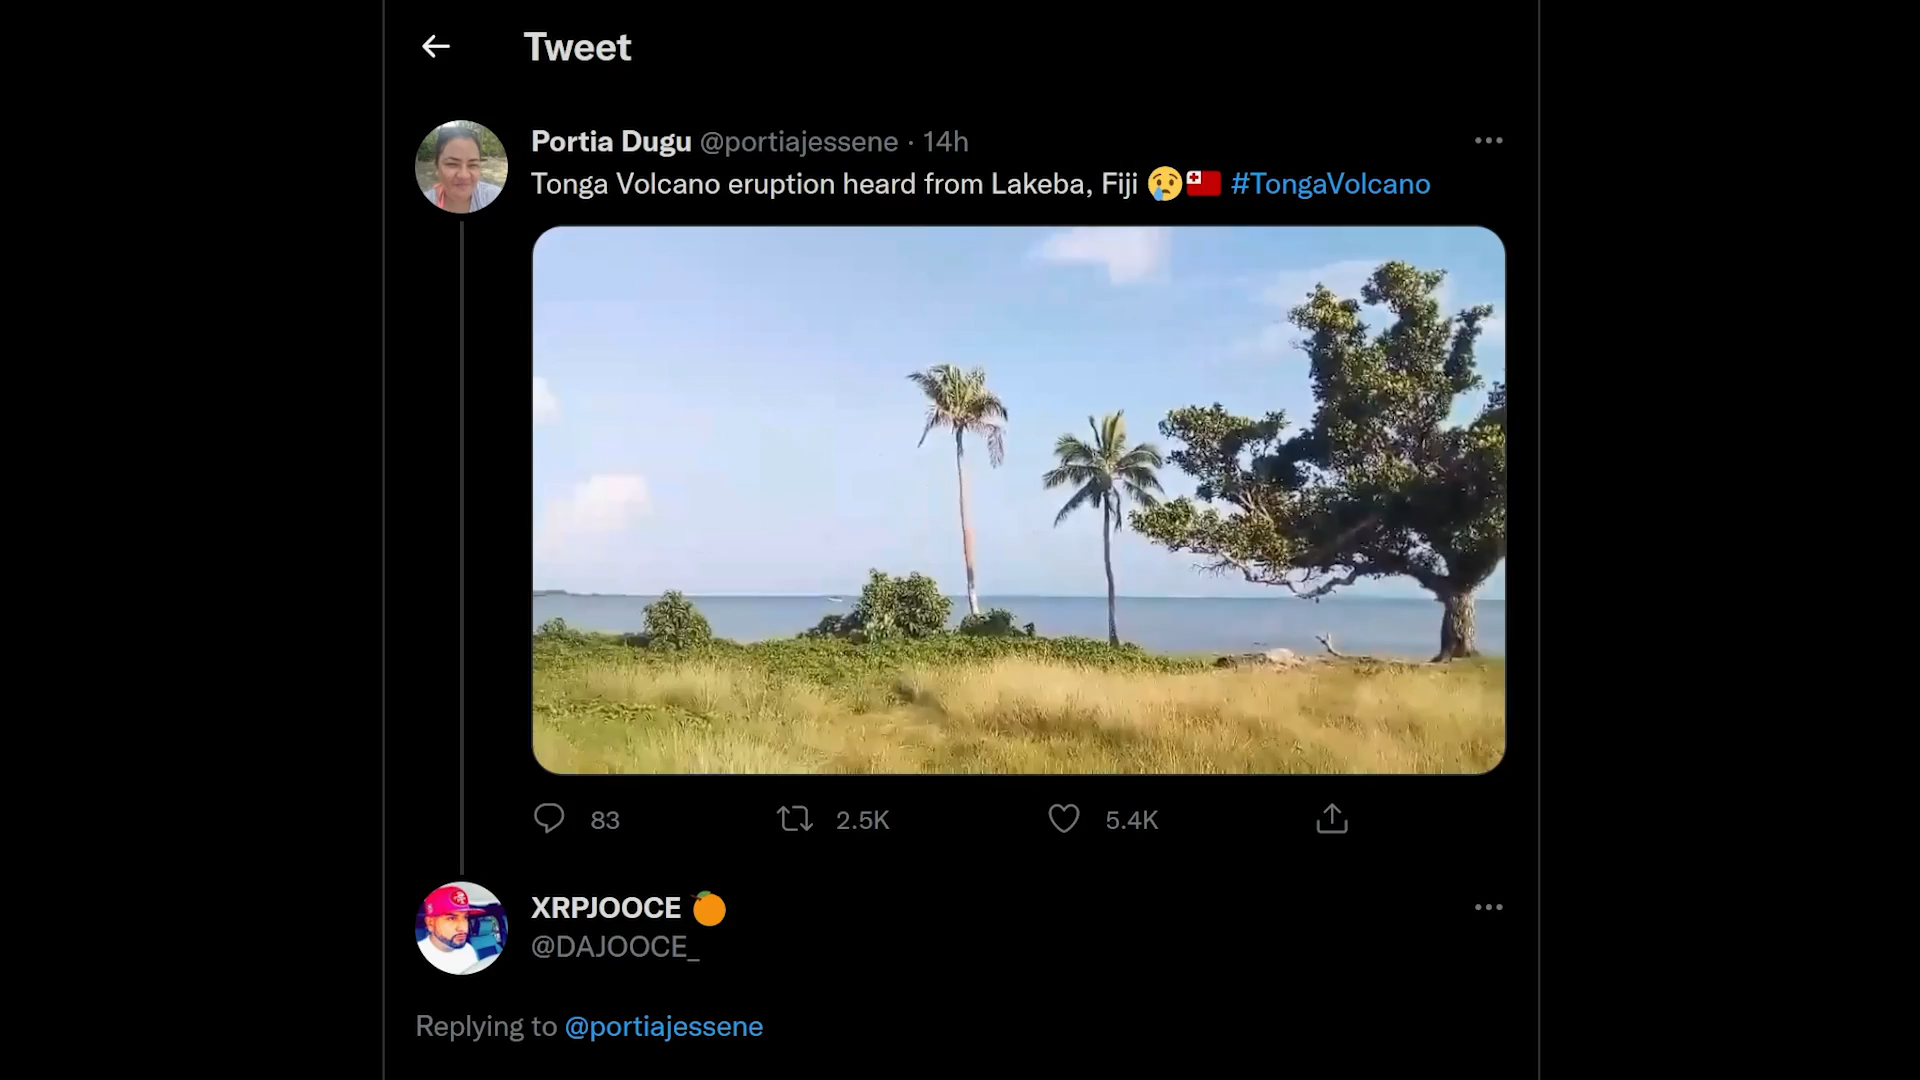 Tweet
Portia Dugu @portiajessene · 14h
Tonga Volcano eruption heard from Lakeba, Fiji 😢🇹🇴 #TongaVolcano
83 2.5K 5.4K
XRPJOOCE 🍊
@DAJOOCE_
Replying to @portiajessene